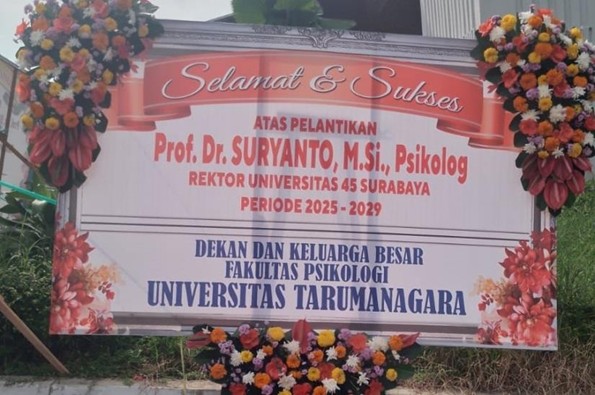 Selamat & Sukses
ATAS PELANTIKAN
Prof. Dr. SURYANTO, M.Si., Psikolog
REKTOR UNIVERSITAS 45 SURABAYA
PERIODE 2025 - 2029
DEKAN DAN KELUARGA BESAR
FAKULTAS PSIKOLOGI
UNIVERSITAS TARUMANAGARA